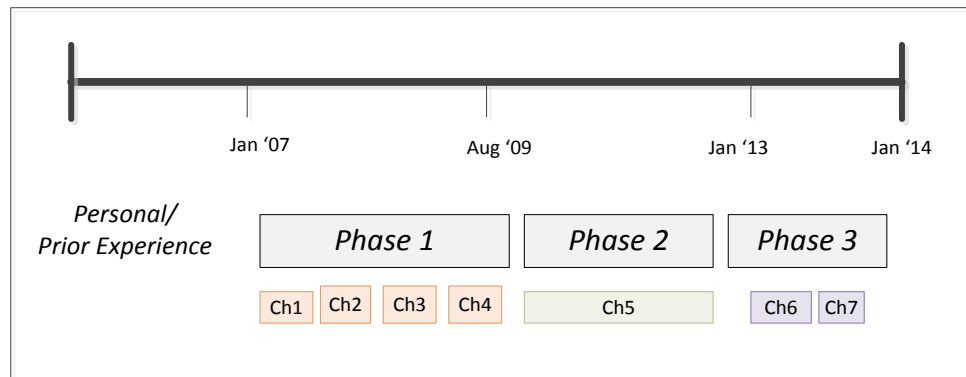 Jan ‘07
Aug ‘09
Jan ‘13
Jan ‘14
Personal/
Prior Experience
Phase 1
Phase 2
Phase 3
Ch1
Ch2
Ch3
Ch4
Ch5
Ch6
Ch7